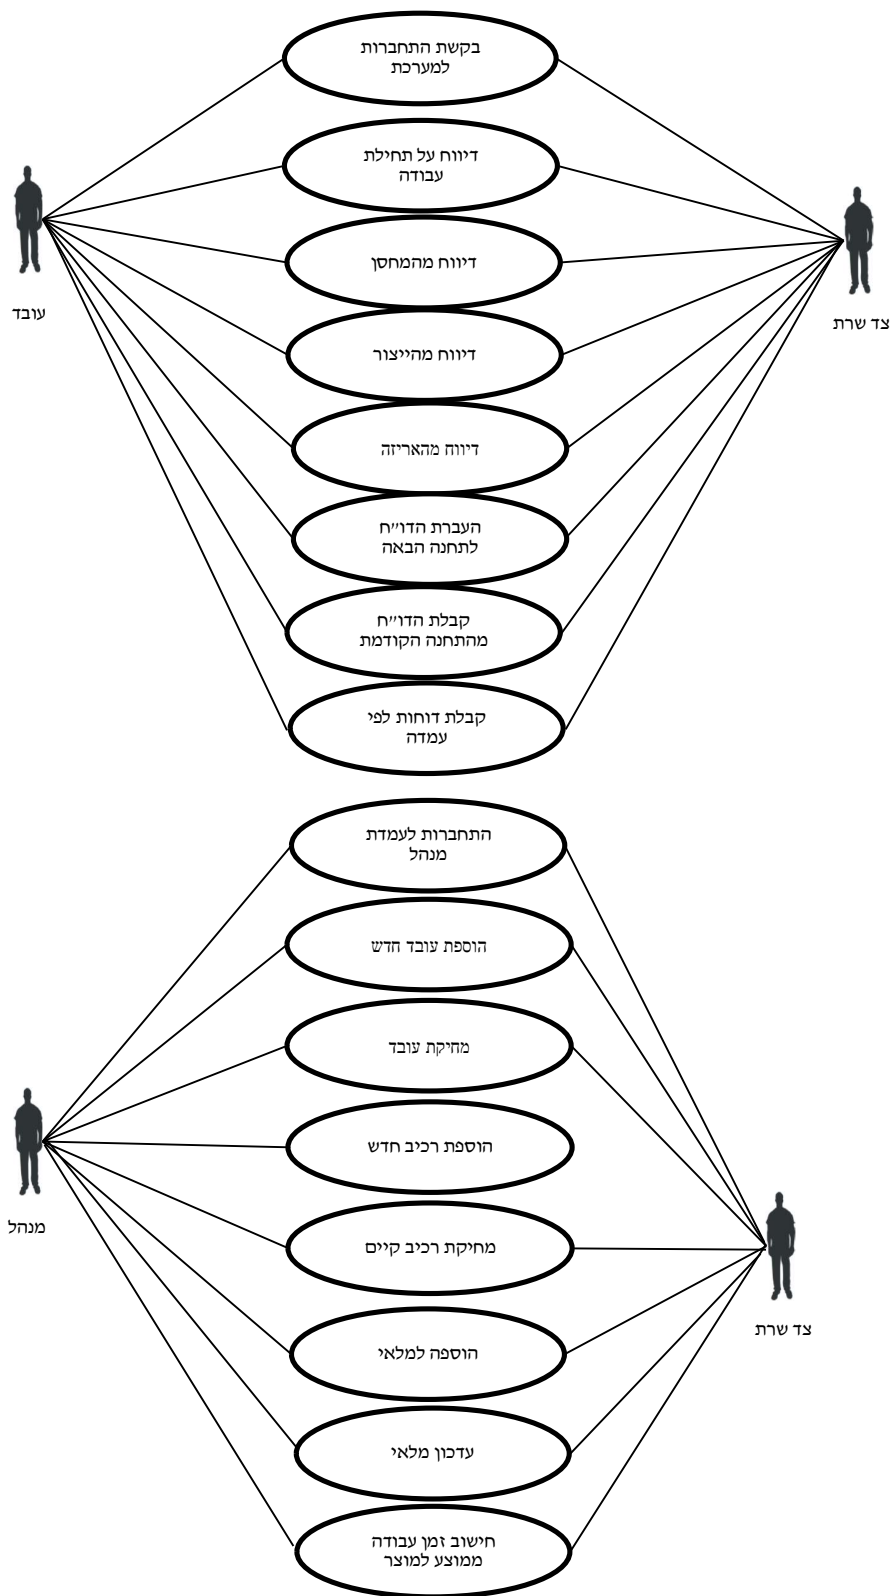 בקשת התחברות
למערכת
דיווח על תחילת
עבודה
דיווח מהמחסן
דיווח מהייצור
דיווח מהאריזה
העברת הדו״ח
לתחנה הבאה
קבלת הדו״ח
מהתחנה הקודמת
קבלת דוחות לפי
עמדה
עובד
צד שרת
התחברות לעמדת
מנהל
הוספת עובד חדש
מחיקת עובד
הוספת רכיב חדש
מחיקת רכיב קיים
הוספה למלאי
עדכון מלאי
חישוב זמן עבודה
ממוצע למוצר
מנהל
צד שרת